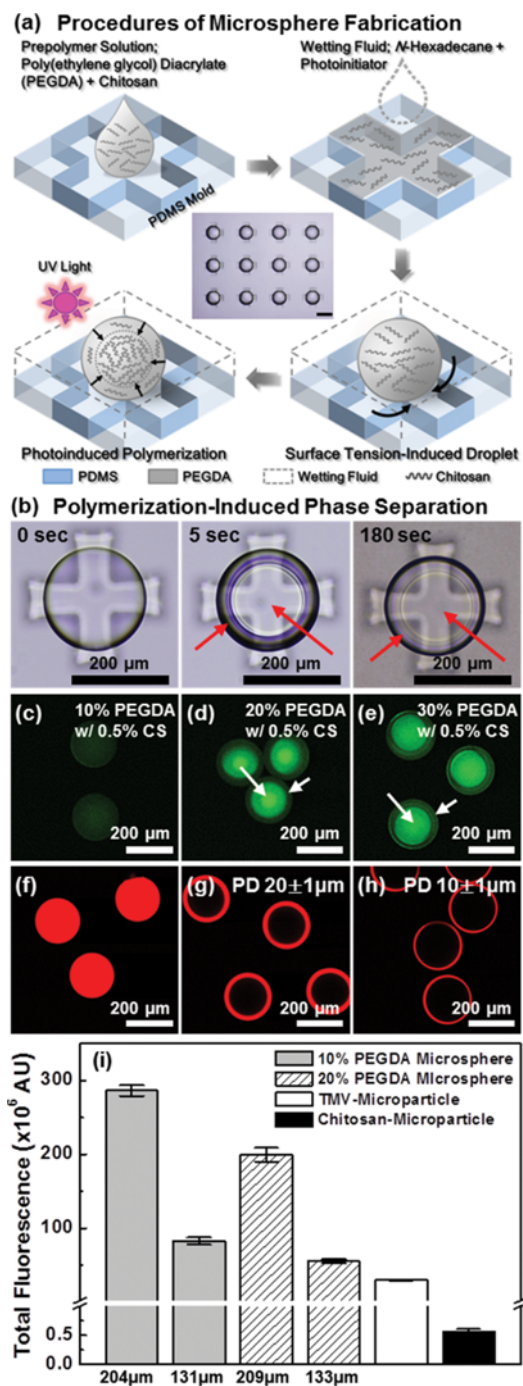 (a) Procedures of Microsphere Fabrication
Prepolymer Solution;
Poly(ethylene glycol) Diacrylate
(PEGDA) + Chitosan
Wetting Fluid; N-Hexadecane +
Photoinitiator
PDMS Mold
UV Light
Photoinduced Polymerization
Surface Tension-Induced Droplet
PDMS
PEGDA
Wetting Fluid
Chitosan
(b) Polymerization-Induced Phase Separation
0 sec
5 sec
180 sec
200 µm
200 µm
200 µm
(c) 10% PEGDA
w/ 0.5% CS
200 µm
(d) 20% PEGDA
w/ 0.5% CS
200 µm
(e) 30% PEGDA
w/ 0.5% CS
200 µm
(f)
200 µm
(g) PD 20±1µm
200 µm
(h) PD 10±1µm
200 µm
(i)
10% PEGDA Microsphere
20% PEGDA MIcrosphere
TMV-Microparticle
Chitosan-Microparticle
Total Fluorescence (x10⁶ AU)
300
200
100
0.5
0.0
204µm 131µm 209µm 133µm